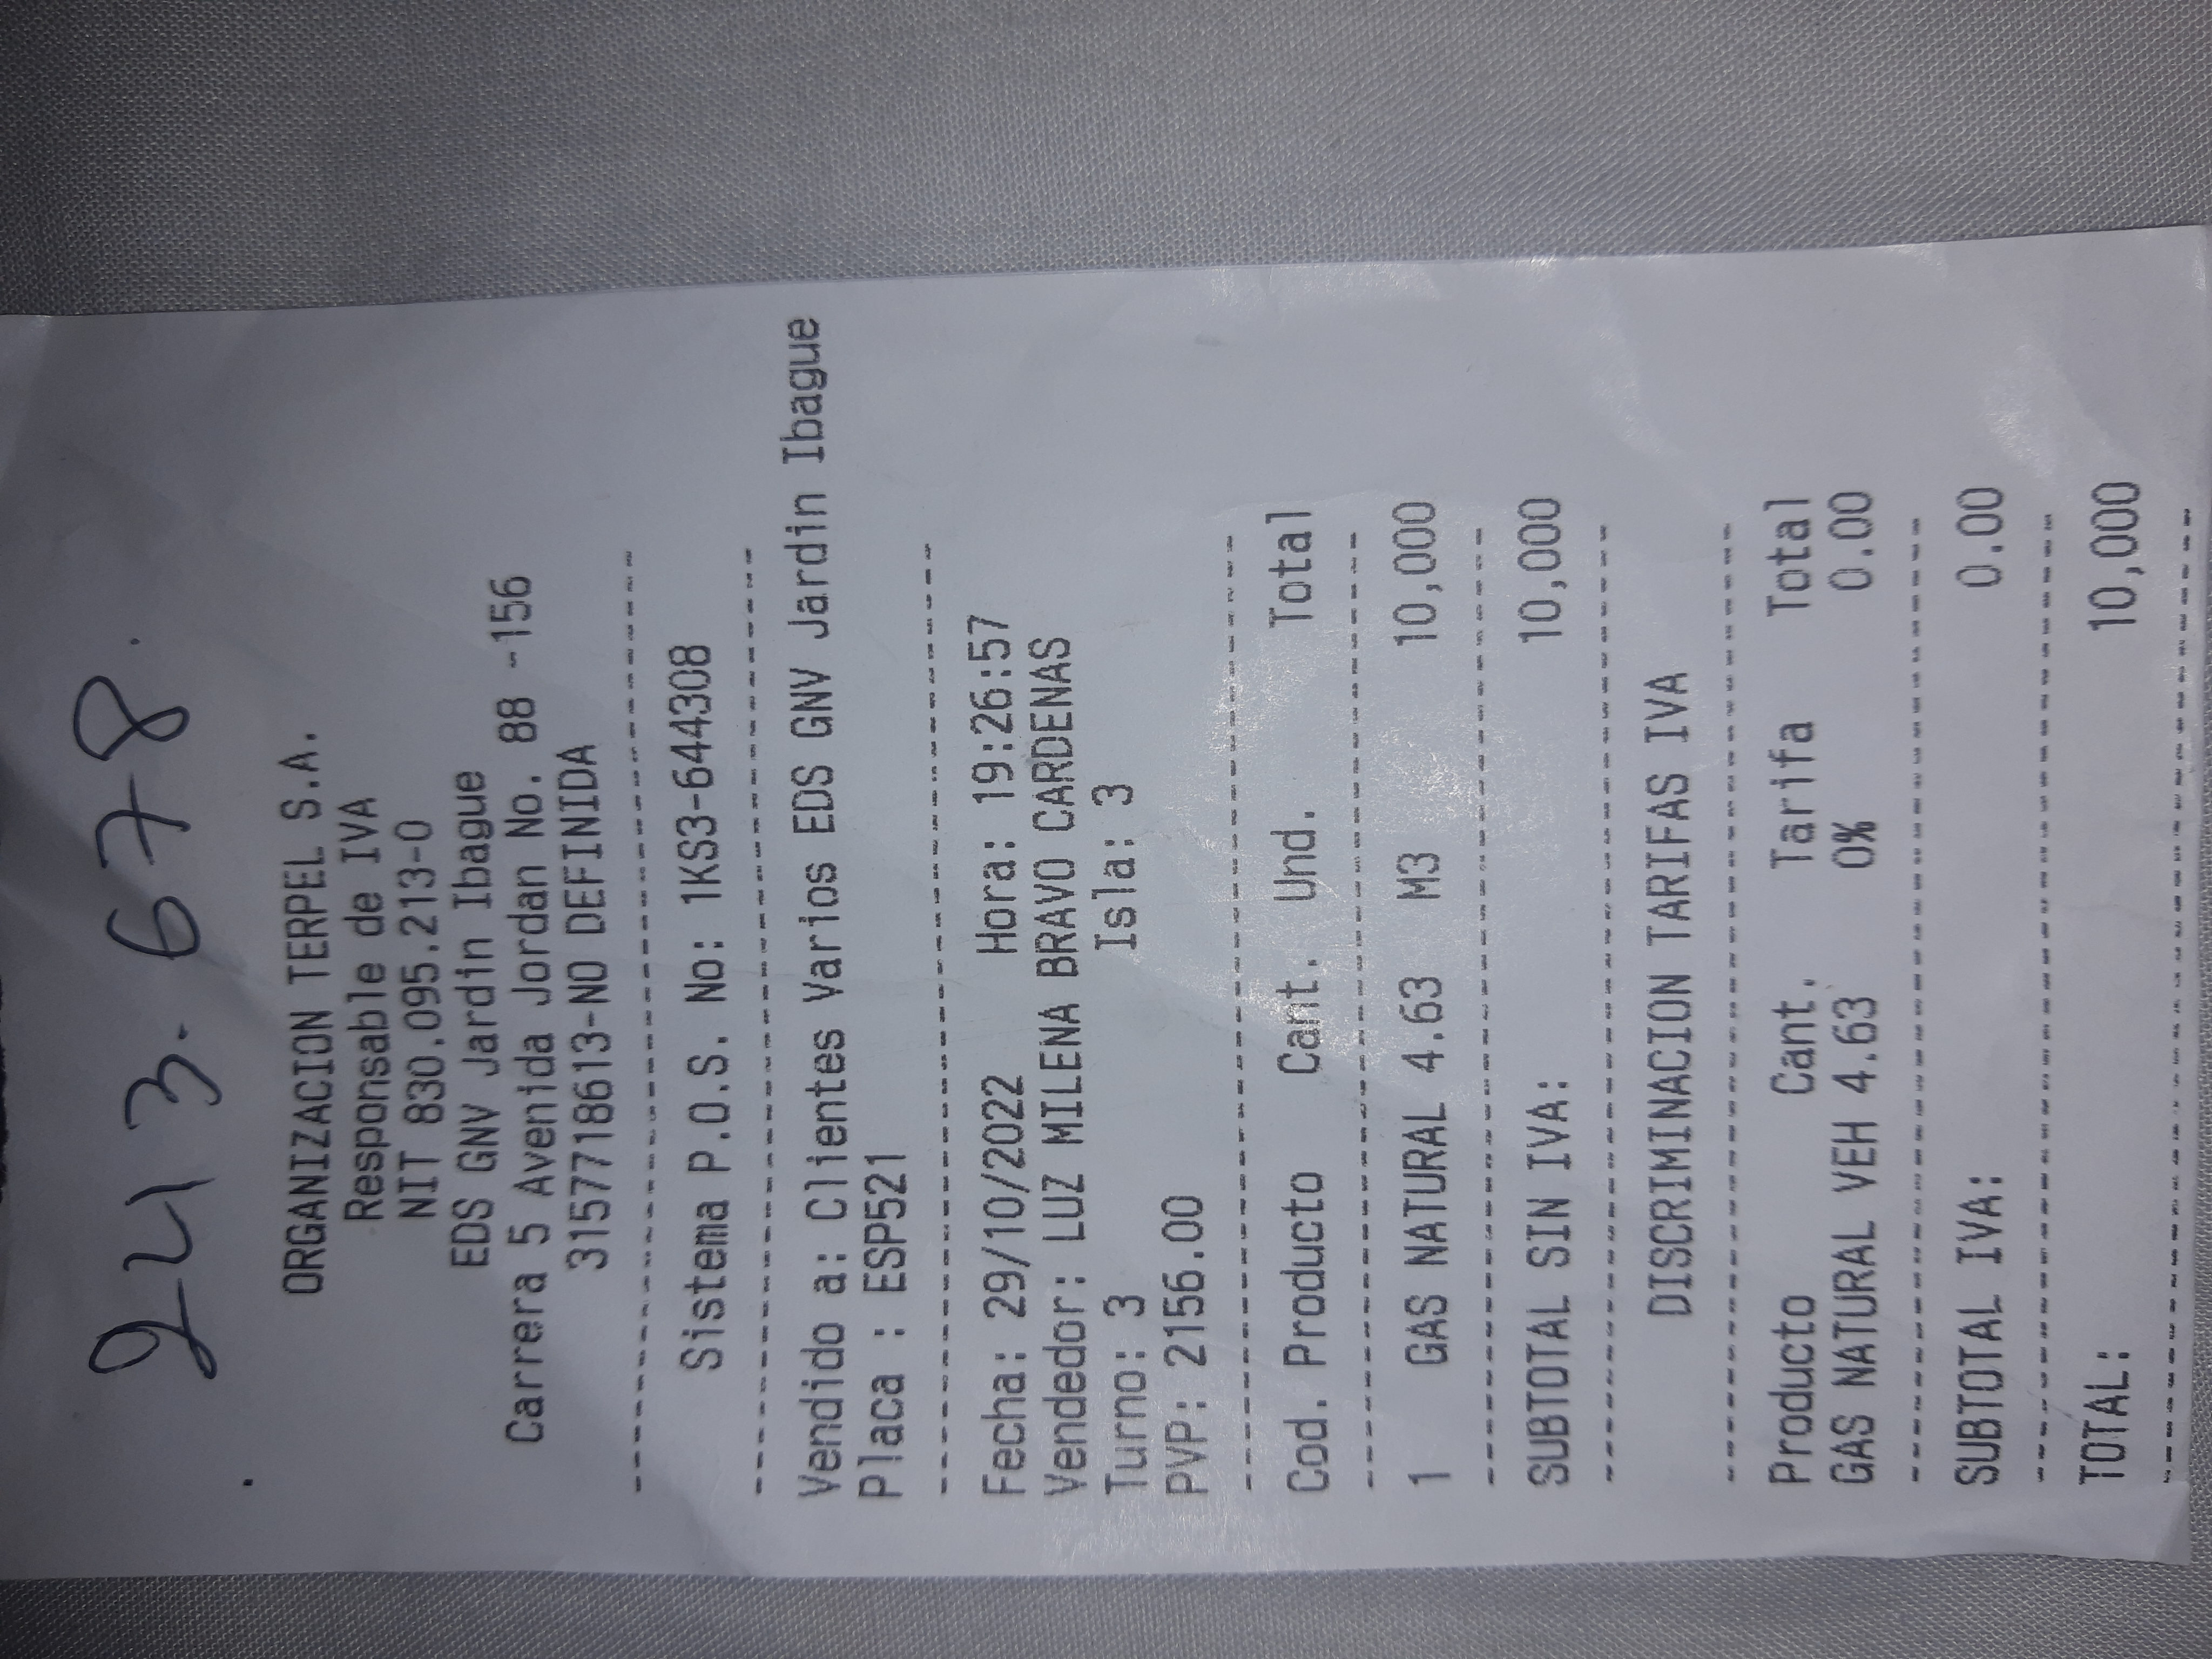 243.678.
ORGANIZACION TERPEL S.A.
Responsable de IVA
NIT 830.095.213-0
EDS GNV Jardin Ibague
Carrera 5 Avenida Jordan No. 88 -156
3157718613-NO DEFINIDA
Sistema P.O.S. No: 1KS3-644308
Vendido a: Clientes Varios EDS GNV Jardin Ibague
Placa : ESP521
Fecha: 29/10/2022 Hora: 19:26:57
Vendedor: LUZ MILENA BRAVO CARDENAS
Turno: 3 Isla: 3
PVP: 2156.00
Cod. Producto Cant. Und. Total
1 GAS NATURAL 4.63 M3 10,000
SUBTOTAL SIN IVA: 10,000
DISCRIMINACION TARIFAS IVA
Producto Cant. Tarifa Total
GAS NATURAL VEH 4.63 0% 0.00
SUBTOTAL IVA: 0.00
TOTAL: 10,000